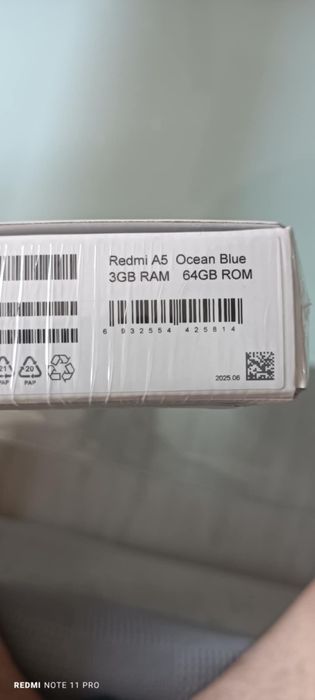 Redmi A5 Ocean Blue
3GB RAM 64GB ROM
6 932554 425814
21
PAP
20
PAP
2025.06
REDMI NOTE 11 PRO